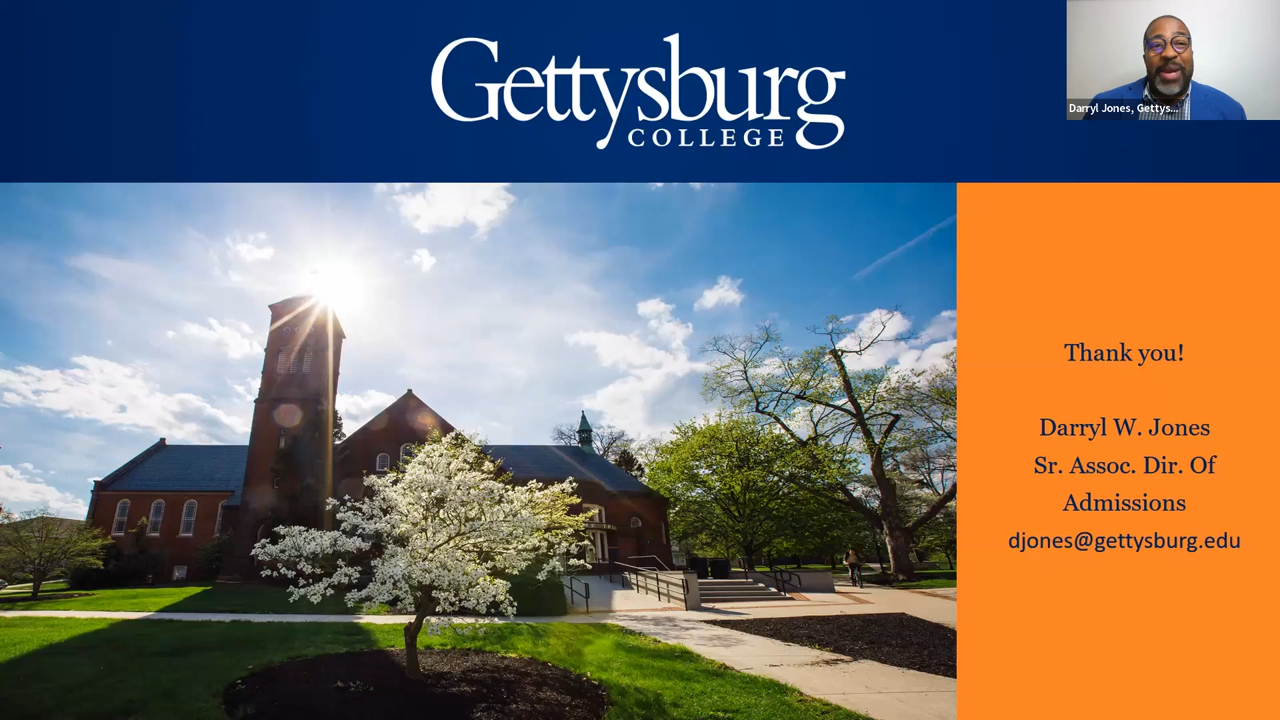 Gettysburg
COLLEGE
Darryl Jones, Gettys...
Thank you!
Darryl W. Jones
Sr. Assoc. Dir. Of
Admissions
djones@gettysburg.edu